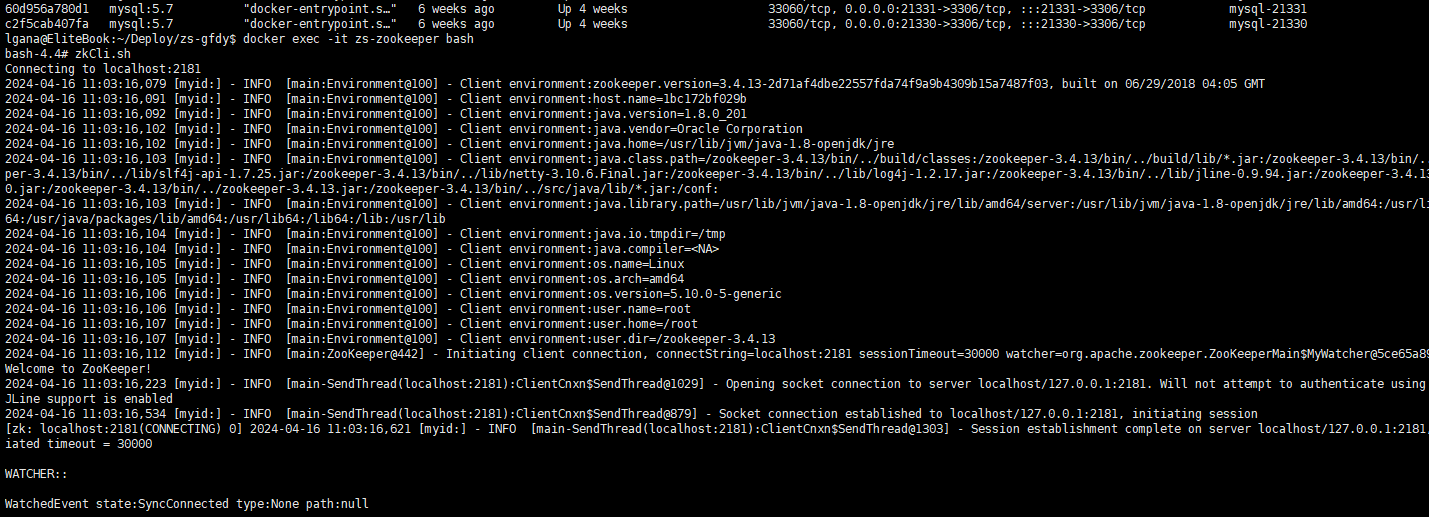 60d956a780d1   mysql:5.7   "docker-entrypoint.s…"   6 weeks ago   Up 4 weeks   33060/tcp, 0.0.0.0:21331->3306/tcp, :::21331->3306/tcp   mysql-21331
c2f5cab407fa   mysql:5.7   "docker-entrypoint.s…"   6 weeks ago   Up 4 weeks   33060/tcp, 0.0.0.0:21330->3306/tcp, :::21330->3306/tcp   mysql-21330
lgana@EliteBook:~/Deploy/zs-gfdy$ docker exec -it zs-zookeeper bash
bash-4.4# zkCli.sh
Connecting to localhost:2181
2024-04-16 11:03:16,079 [myid:] - INFO  [main:Environment@100] - Client environment:zookeeper.version=3.4.13-2d71af4dbe22557fda74f9a9b4309b15a7487f03, built on 06/29/2018 04:05 GMT
2024-04-16 11:03:16,091 [myid:] - INFO  [main:Environment@100] - Client environment:host.name=1bc172bf029b
2024-04-16 11:03:16,092 [myid:] - INFO  [main:Environment@100] - Client environment:java.version=1.8.0_201
2024-04-16 11:03:16,102 [myid:] - INFO  [main:Environment@100] - Client environment:java.vendor=Oracle Corporation
2024-04-16 11:03:16,102 [myid:] - INFO  [main:Environment@100] - Client environment:java.home=/usr/lib/jvm/java-1.8-openjdk/jre
2024-04-16 11:03:16,103 [myid:] - INFO  [main:Environment@100] - Client environment:java.class.path=/zookeeper-3.4.13/bin/../build/classes:/zookeeper-3.4.13/bin/../build/lib/*.jar:/zookeeper-3.4.13/bin/..
per-3.4.13/bin/../lib/slf4j-api-1.7.25.jar:/zookeeper-3.4.13/bin/../lib/netty-3.10.6.Final.jar:/zookeeper-3.4.13/bin/../lib/log4j-1.2.17.jar:/zookeeper-3.4.13/bin/../lib/jline-0.9.94.jar:/zookeeper-3.4.13
0.jar:/zookeeper-3.4.13/bin/../zookeeper-3.4.13.jar:/zookeeper-3.4.13/bin/../src/java/lib/*.jar:/conf:
2024-04-16 11:03:16,103 [myid:] - INFO  [main:Environment@100] - Client environment:java.library.path=/usr/lib/jvm/java-1.8-openjdk/jre/lib/amd64/server:/usr/lib/jvm/java-1.8-openjdk/jre/lib/amd64:/usr/li
64:/usr/java/packages/lib/amd64:/usr/lib64:/lib64:/lib:/usr/lib
2024-04-16 11:03:16,104 [myid:] - INFO  [main:Environment@100] - Client environment:java.io.tmpdir=/tmp
2024-04-16 11:03:16,104 [myid:] - INFO  [main:Environment@100] - Client environment:java.compiler=<NA>
2024-04-16 11:03:16,105 [myid:] - INFO  [main:Environment@100] - Client environment:os.name=Linux
2024-04-16 11:03:16,105 [myid:] - INFO  [main:Environment@100] - Client environment:os.arch=amd64
2024-04-16 11:03:16,106 [myid:] - INFO  [main:Environment@100] - Client environment:os.version=5.10.0-5-generic
2024-04-16 11:03:16,106 [myid:] - INFO  [main:Environment@100] - Client environment:user.name=root
2024-04-16 11:03:16,107 [myid:] - INFO  [main:Environment@100] - Client environment:user.home=/root
2024-04-16 11:03:16,107 [myid:] - INFO  [main:Environment@100] - Client environment:user.dir=/zookeeper-3.4.13
2024-04-16 11:03:16,112 [myid:] - INFO  [main:ZooKeeper@442] - Initiating client connection, connectString=localhost:2181 sessionTimeout=30000 watcher=org.apache.zookeeper.ZooKeeperMain$MyWatcher@5ce65a89
Welcome to ZooKeeper!
2024-04-16 11:03:16,223 [myid:] - INFO  [main-SendThread(localhost:2181):ClientCnxn$SendThread@1029] - Opening socket connection to server localhost/127.0.0.1:2181. Will not attempt to authenticate using
JLine support is enabled
2024-04-16 11:03:16,534 [myid:] - INFO  [main-SendThread(localhost:2181):ClientCnxn$SendThread@879] - Socket connection established to localhost/127.0.0.1:2181, initiating session
[zk: localhost:2181(CONNECTING) 0] 2024-04-16 11:03:16,621 [myid:] - INFO  [main-SendThread(localhost:2181):ClientCnxn$SendThread@1303] - Session establishment complete on server localhost/127.0.0.1:2181,
iated timeout = 30000
WATCHER::
WatchedEvent state:SyncConnected type:None path:null